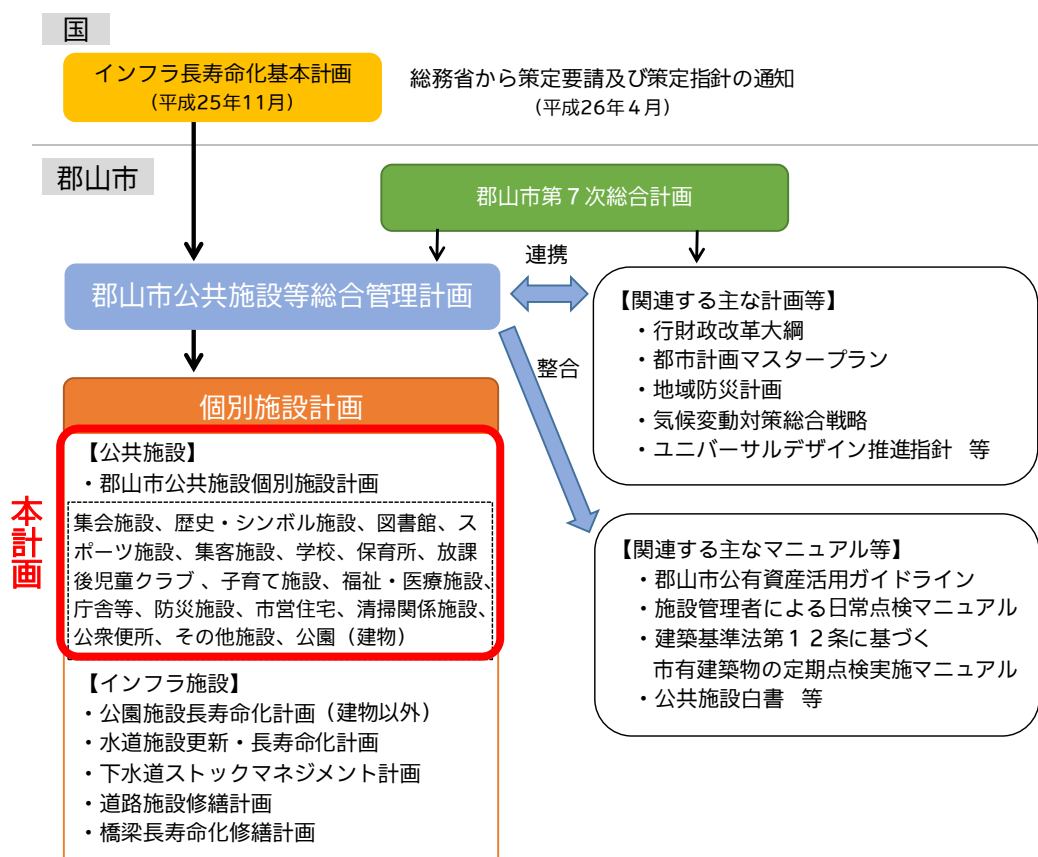 国
インフラ長寿命化基本計画
(平成25年11月)
総務省から策定要請及び策定指針の通知
(平成26年4月)
郡山市
郡山市第7次総合計画
連携
郡山市公共施設等総合管理計画
整合
【関連する主な計画等】
・行財政改革大綱
・都市計画マスタープラン
・地域防災計画
・気候変動対策総合戦略
・ユニバーサルデザイン推進指針 等
個別施設計画
本計画
【公共施設】
・郡山市公共施設個別施設計画
集会施設、歴史・シンボル施設、図書館、ス
ポーツ施設、集客施設、学校、保育所、放課
後児童クラブ 、子育て施設、福祉・医療施設、
庁舎等、防災施設、市営住宅、清掃関係施設、
公衆便所、その他施設、公園(建物)
【インフラ施設】
・公園施設長寿命化計画(建物以外)
・水道施設更新・長寿命化計画
・下水道ストックマネジメント計画
・道路施設修繕計画
・橋梁長寿命化修繕計画
【関連する主なマニュアル等】
・郡山市公有資産活用ガイドライン
・施設管理者による日常点検マニュアル
・建築基準法第12条に基づく
市有建築物の定期点検実施マニュアル
・公共施設白書 等